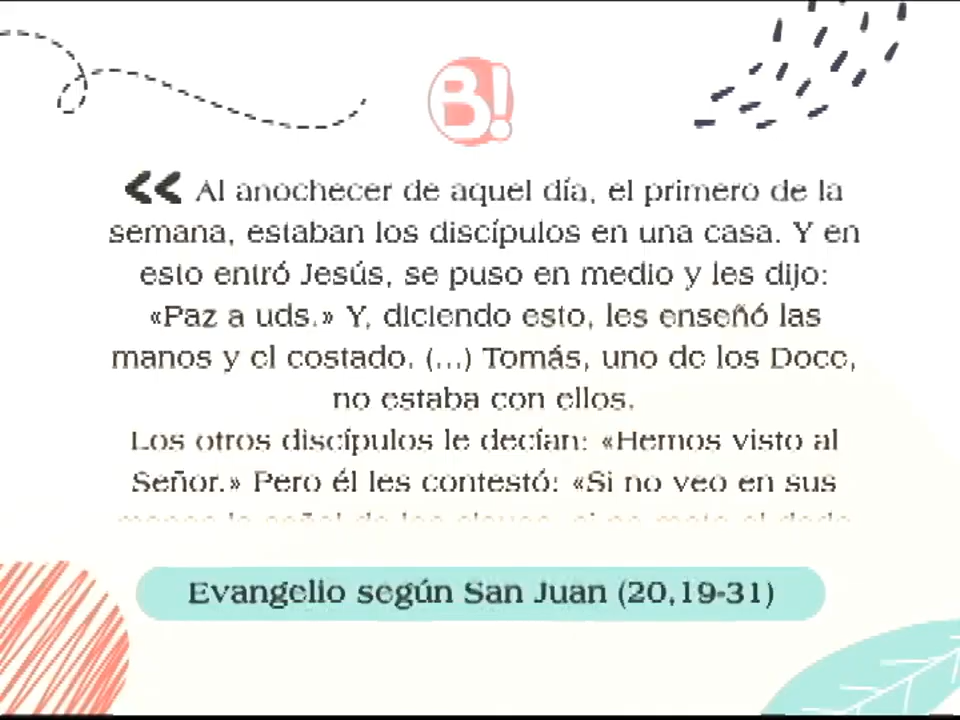 B!
<< Al anochecer de aquel día, el primero de la
semana, estaban los discípulos en una casa. Y en
esto entró Jesús, se puso en medio y les dijo:
«Paz a uds.» Y, diciendo esto, les enseñó las
manos y el costado. (...) Tomás, uno de los Doce,
no estaba con ellos.
Los otros discípulos le decían: «Hemos visto al
Señor.» Pero él les contestó: «Si no veo en sus
Evangelio según San Juan (20,19-31)